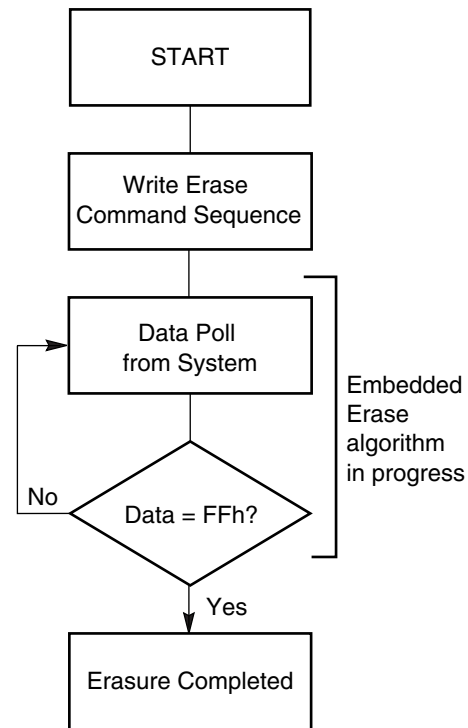 START
Write Erase
Command Sequence
Data Poll
from System
Embedded
Erase
algorithm
in progress
No
Data = FFh?
Yes
Erasure Completed